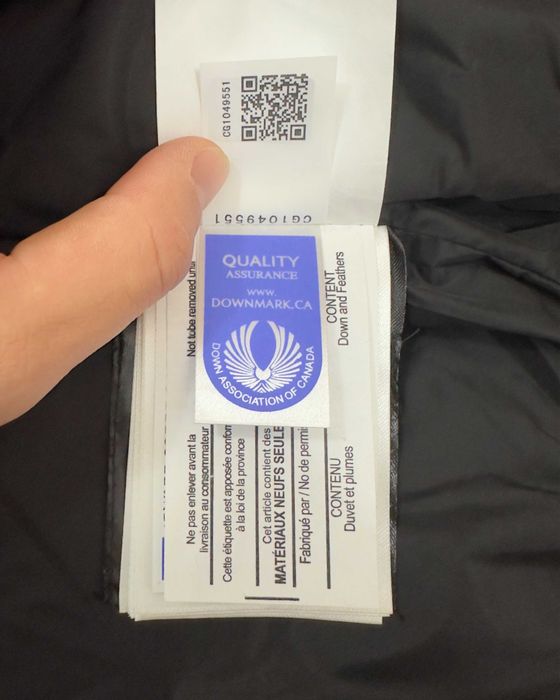 CG1049551
CG1049551
QUALITY
ASSURANCE
www.
DOWNMARK.CA
DOWN ASSOCIATION OF CANADA
Not tube removed until
CONTENT
Down and Feathers
Ne pas enlever avant la
livraison au consommateur
Cette étiquette est apposée
à la loi de la province
Cet article contient des
MATÉRIAUX NEUFS SEULE
Fabriqué par / No de permi
CONTENU
Duvet et plumes